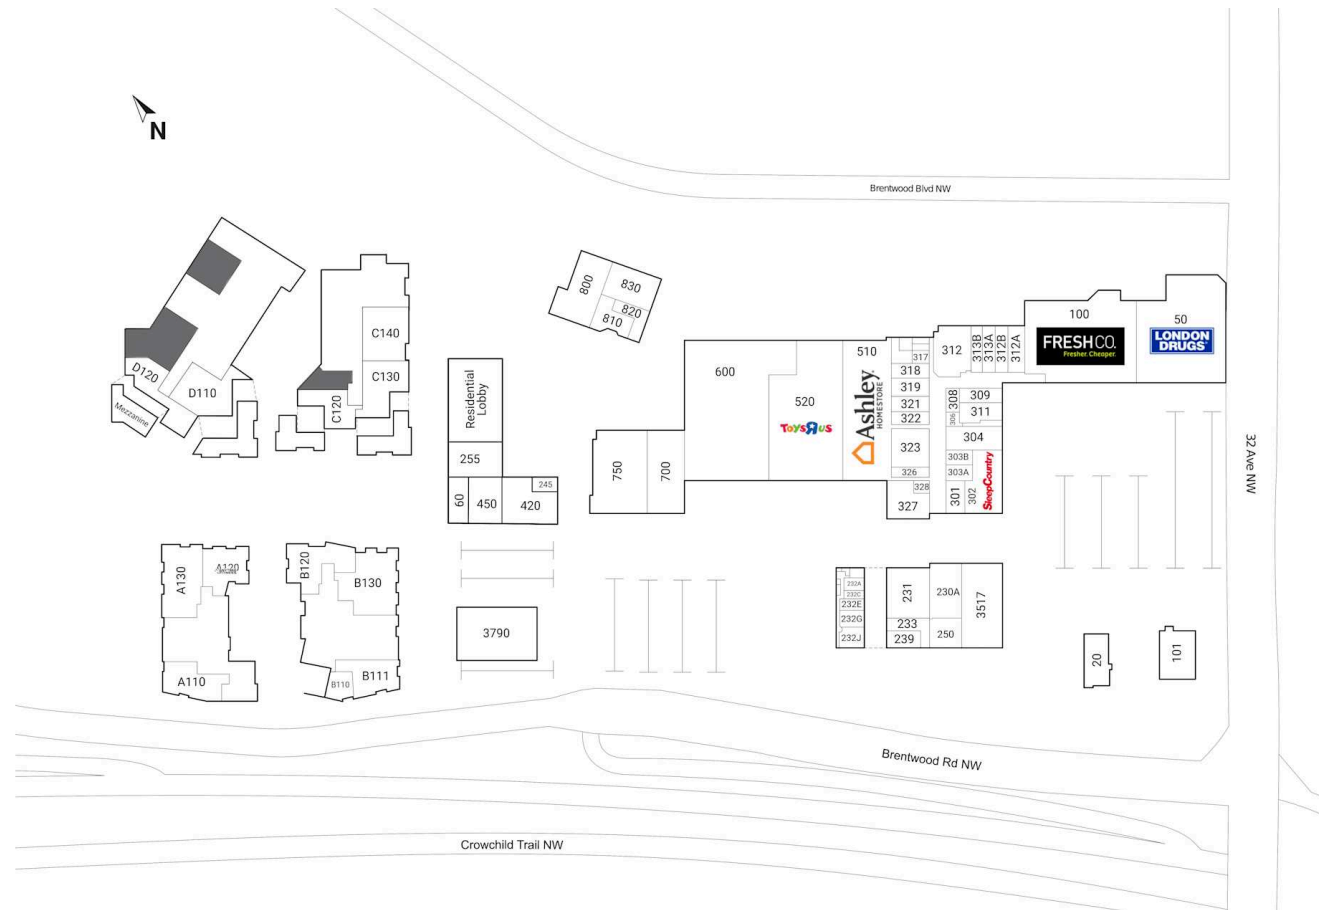 N
Brentwood Blvd NW
800
830
820
810
100
50
FRESHCO.
Fresher. Cheaper.
LONDON
DRUGS
C140
C130
C120
D120
D110
Mezzanine
Residential
Lobby
255
60
450
420
245
600
520
TOYSRUS
510
Ashley
HOMESTORE
317
318
319
321
322
323
326
328
327
312
313B
313A
312B
312A
308
309
311
306
304
303B
303A
301
302
SleepCountry
750
700
32 Ave NW
A130
A120
A110
B120
B130
B110
B111
3790
232A
232C
232E
232G
232J
231
233
239
230A
250
3517
20
101
Brentwood Rd NW
Crowchild Trail NW